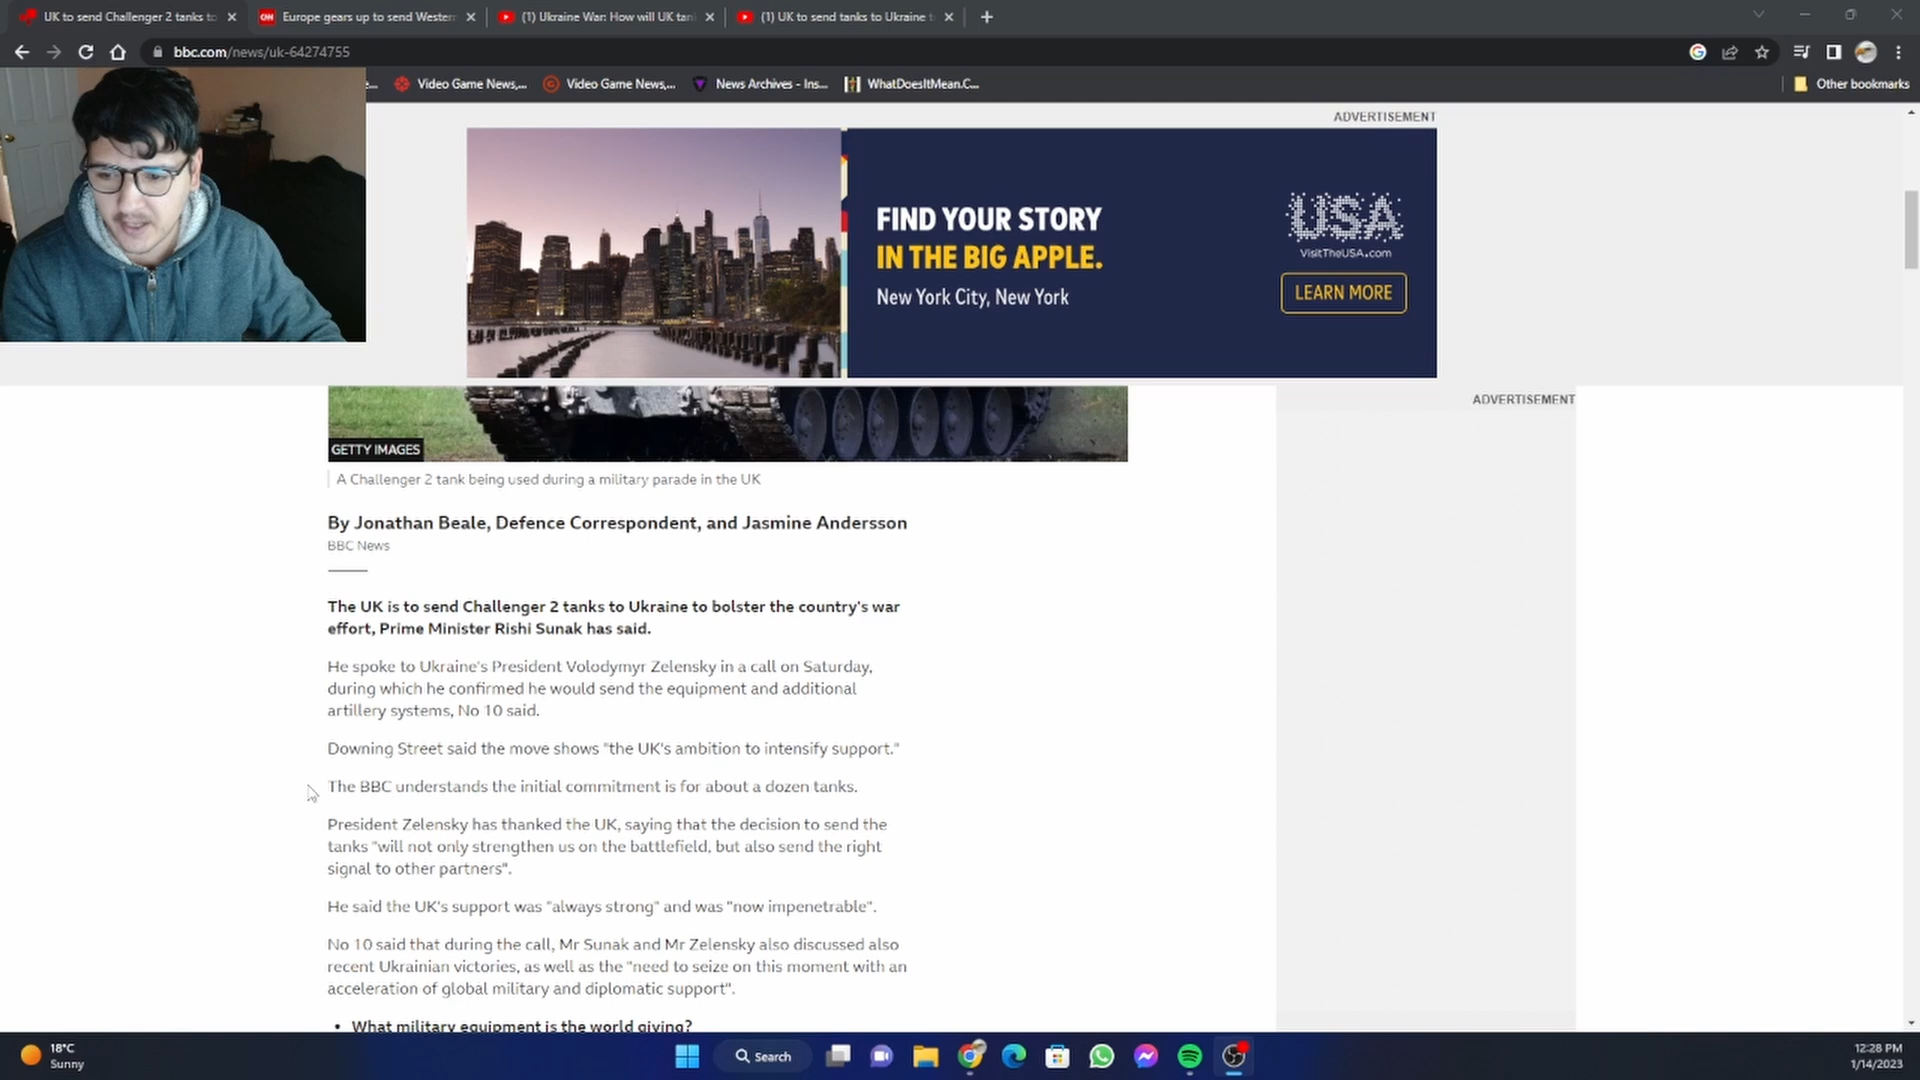 UK to send Challenger 2 tanks to
Europe gears up to send Western
(1) Ukraine War: How will UK tan
(1) UK to send tanks to Ukraine t
bbc.com/news/uk-64274755
e...
Video Game News,...
Video Game News,...
News Archives - Ins...
WhatDoesItMean.C...
Other bookmarks
ADVERTISEMENT
FIND YOUR STORY
IN THE BIG APPLE.
New York City, New York
USA
VisitTheUSA.com
LEARN MORE
ADVERTISEMENT
GETTY IMAGES
A Challenger 2 tank being used during a military parade in the UK
By Jonathan Beale, Defence Correspondent, and Jasmine Andersson
BBC News
The UK is to send Challenger 2 tanks to Ukraine to bolster the country's war
effort, Prime Minister Rishi Sunak has said.
He spoke to Ukraine's President Volodymyr Zelensky in a call on Saturday,
during which he confirmed he would send the equipment and additional
artillery systems, No 10 said.
Downing Street said the move shows "the UK's ambition to intensify support."
The BBC understands the initial commitment is for about a dozen tanks.
President Zelensky has thanked the UK, saying that the decision to send the
tanks "will not only strengthen us on the battlefield, but also send the right
signal to other partners".
He said the UK's support was "always strong" and was "now impenetrable".
No 10 said that during the call, Mr Sunak and Mr Zelensky also discussed also
recent Ukrainian victories, as well as the "need to seize on this moment with an
acceleration of global military and diplomatic support".
• What military equipment is the world giving?
18°C
Sunny
Search
12:28 PM
1/14/2023